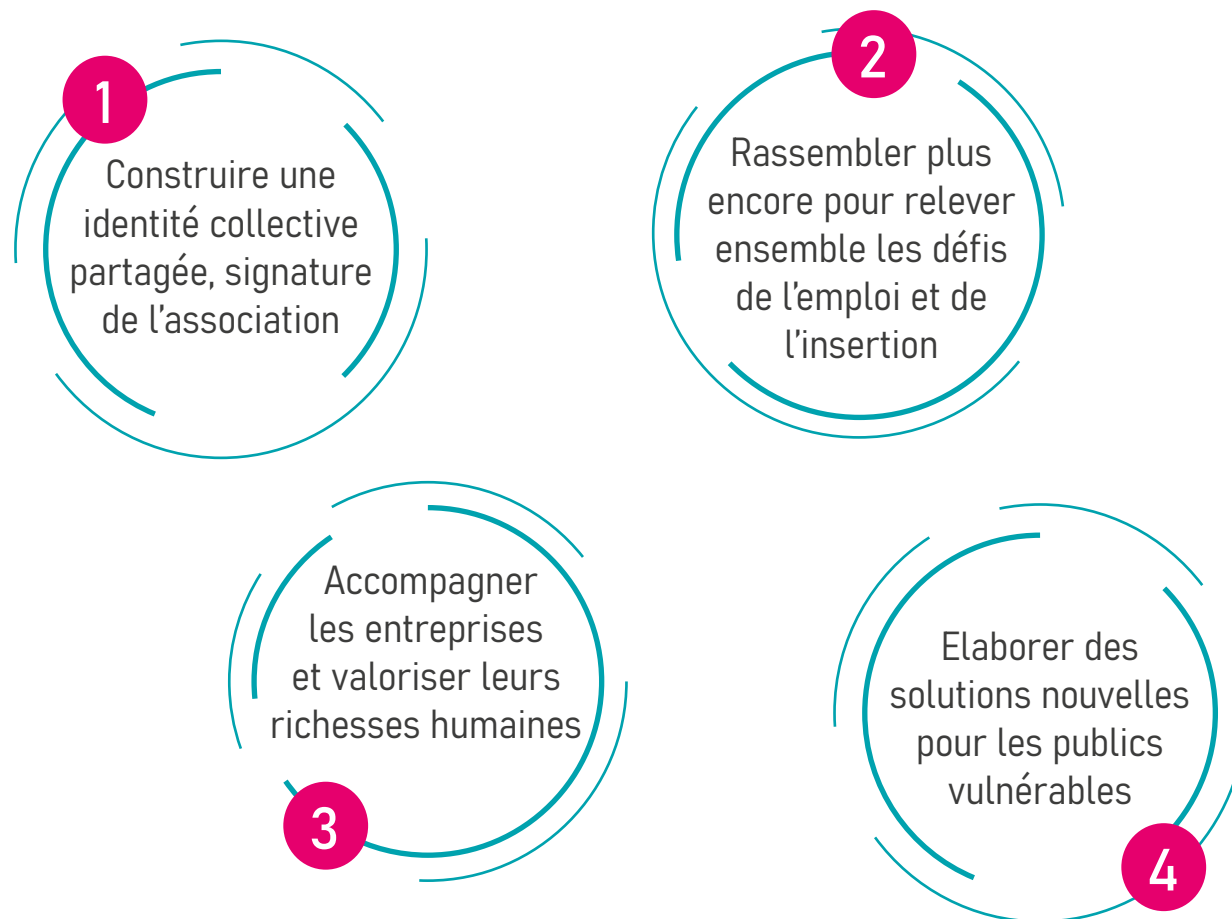 1
Construire une
identité collective
partagée, signature
de l'association
2
Rassembler plus
encore pour relever
ensemble les défis
de l'emploi et de
l'insertion
Accompagner
les entreprises
et valoriser leurs
richesses humaines
3
Elaborer des
solutions nouvelles
pour les publics
vulnérables
4